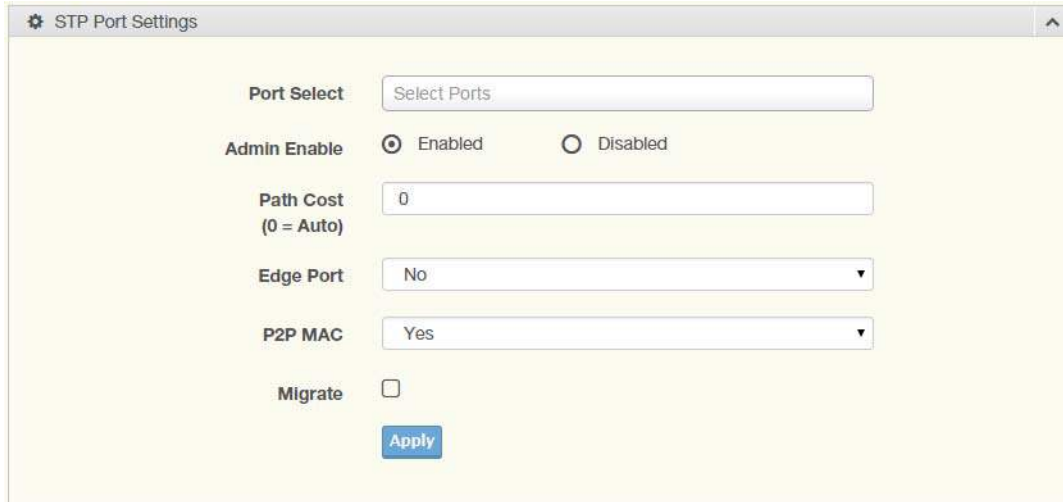 STP Port Settings
Port Select Select Ports
Admin Enable Enabled Disabled
Path Cost 0
(0 = Auto)
Edge Port No
P2P MAC Yes
Migrate
Apply